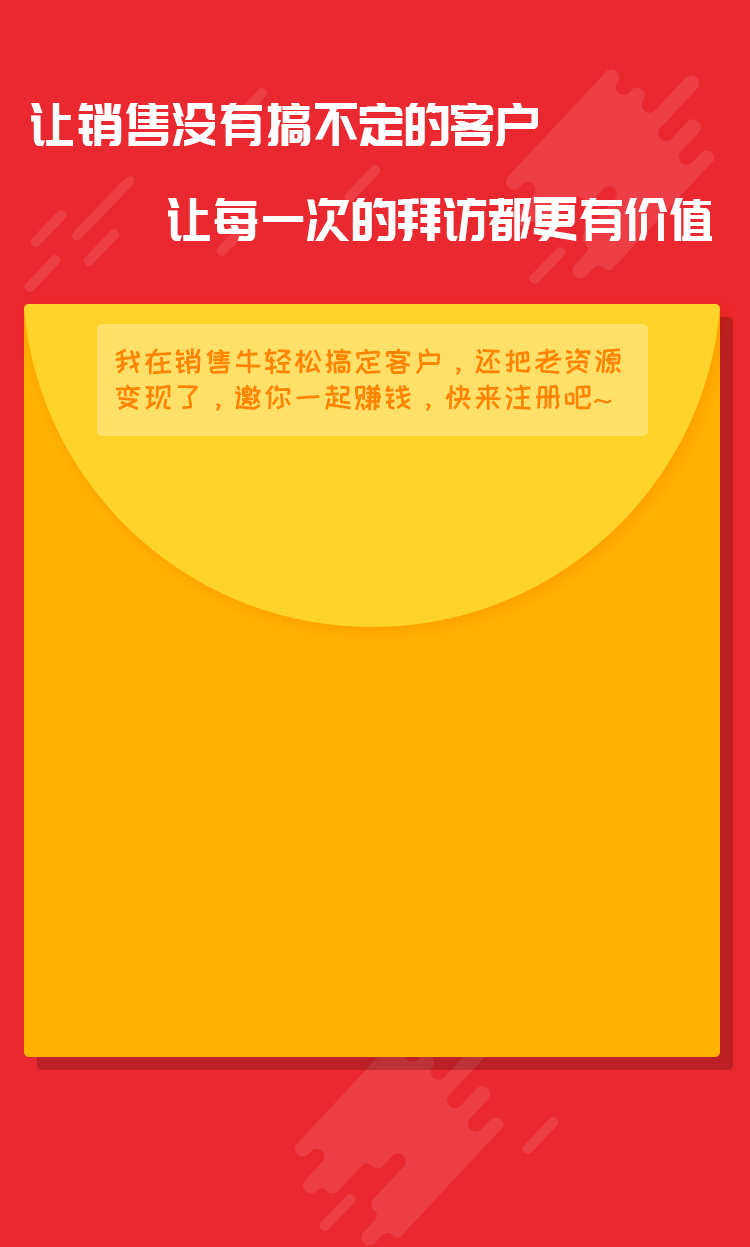 让销售没有搞不定的客户
让每一次的拜访都更有价值
我在销售牛轻松搞定客户，还把老资源
变现了，邀你一起赚钱，快来注册吧~